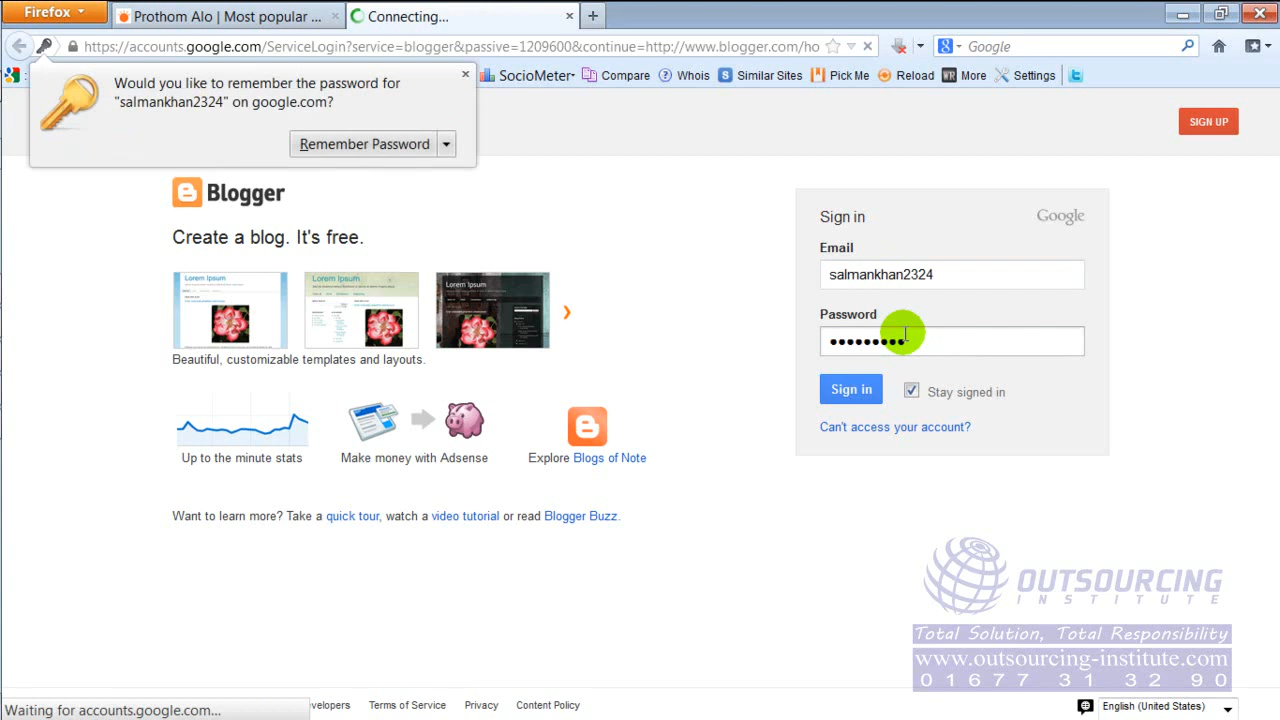 Firefox
Prothom Alo | Most popular ...
Connecting...
https://accounts.google.com/ServiceLogin?service=blogger&passive=1209600&continue=http://www.blogger.com/ho
Google
SocioMeter
Compare
Whois
Similar Sites
Pick Me
Reload
More
Settings
Would you like to remember the password for
"salmankhan2324" on google.com?
Remember Password
SIGN UP
Blogger
Create a blog. It's free.
Lorem Ipsum
Lorem Ipsum
Lorem Ipsum
Beautiful, customizable templates and layouts.
Up to the minute stats
Make money with Adsense
Explore Blogs of Note
Want to learn more? Take a quick tour, watch a video tutorial or read Blogger Buzz.
Sign in
Google
Email
salmankhan2324
Password
Sign in
Stay signed in
Can't access your account?
OUTSOURCING
INSTITUTE
Total Solution, Total Responsibility
www.outsourcing-institute.com
01677 31 32 90
Waiting for accounts.google.com...
velopers
Terms of Service
Privacy
Content Policy
English (United States)